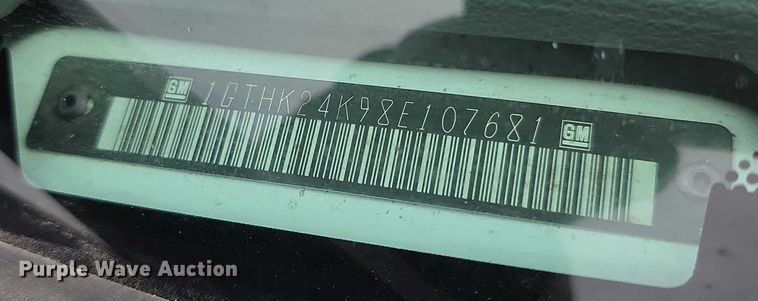 GM 1GTHK24K98E107681 GM
Purple Wave Auction